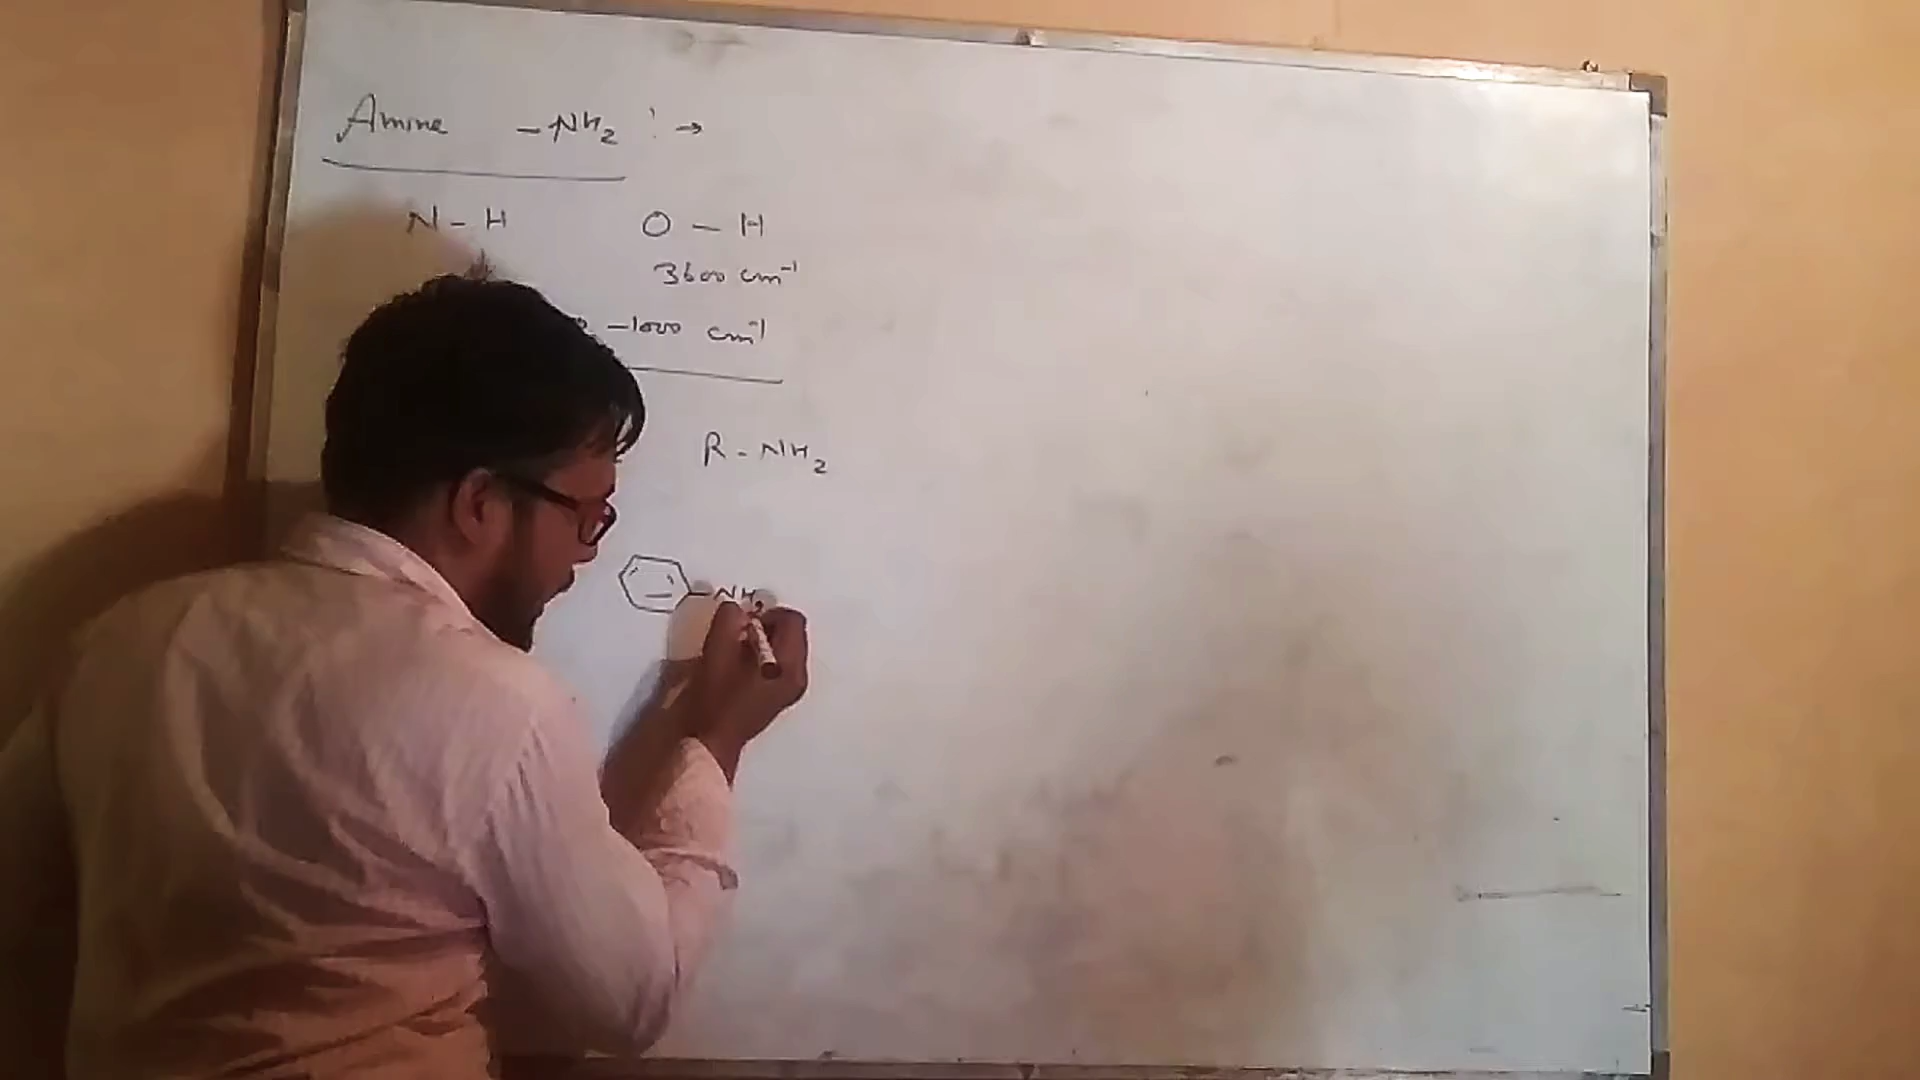 Amine -NH2 : →
N - H O - H
3600 cm-1
-1000 cm-1
R - NH2
-NH2